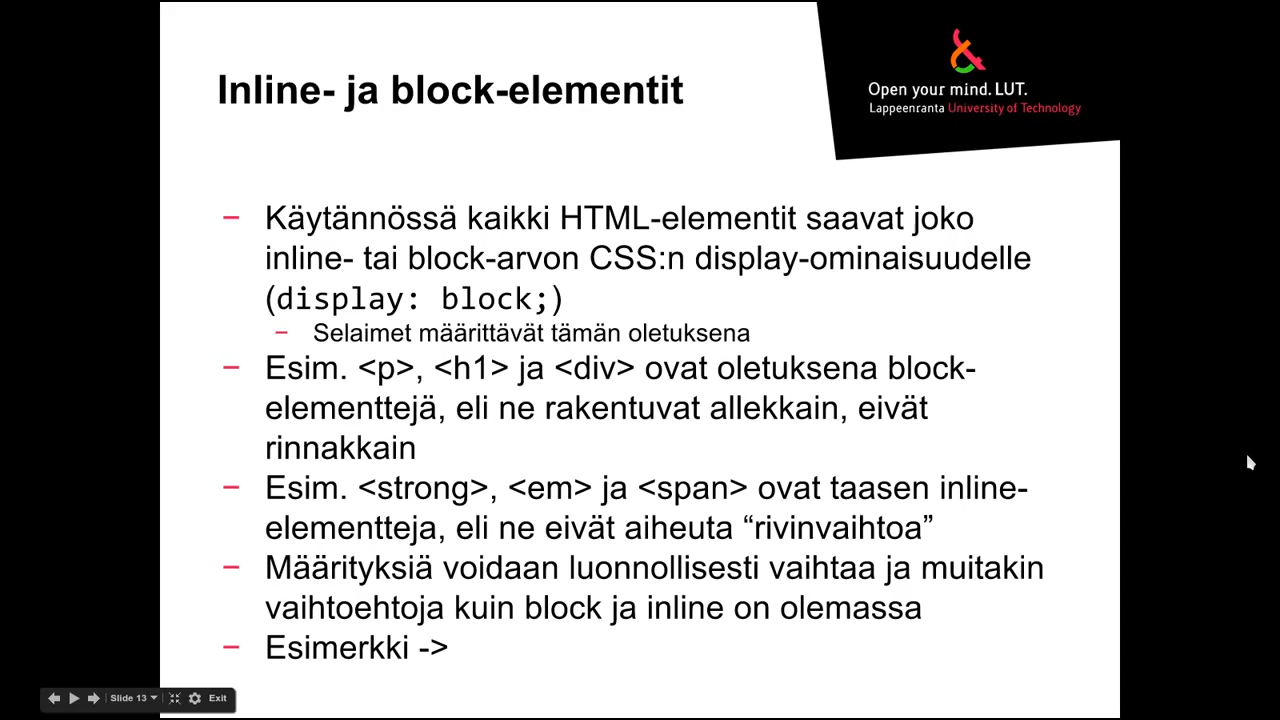 Inline- ja block-elementit
Open your mind. LUT.
Lappeenranta University of Technology
− Käytännössä kaikki HTML-elementit saavat joko
inline- tai block-arvon CSS:n display-ominaisuudelle
(display: block;)
− Selaimet määrittävät tämän oletuksena
− Esim. <p>, <h1> ja <div> ovat oletuksena block-
elementtejä, eli ne rakentuvat allekkain, eivät
rinnakkain
− Esim. <strong>, <em> ja <span> ovat taasen inline-
elementteja, eli ne eivät aiheuta “rivinvaihtoa”
− Määrityksiä voidaan luonnollisesti vaihtaa ja muitakin
vaihtoehtoja kuin block ja inline on olemassa
− Esimerkki ->
Slide 13 Exit